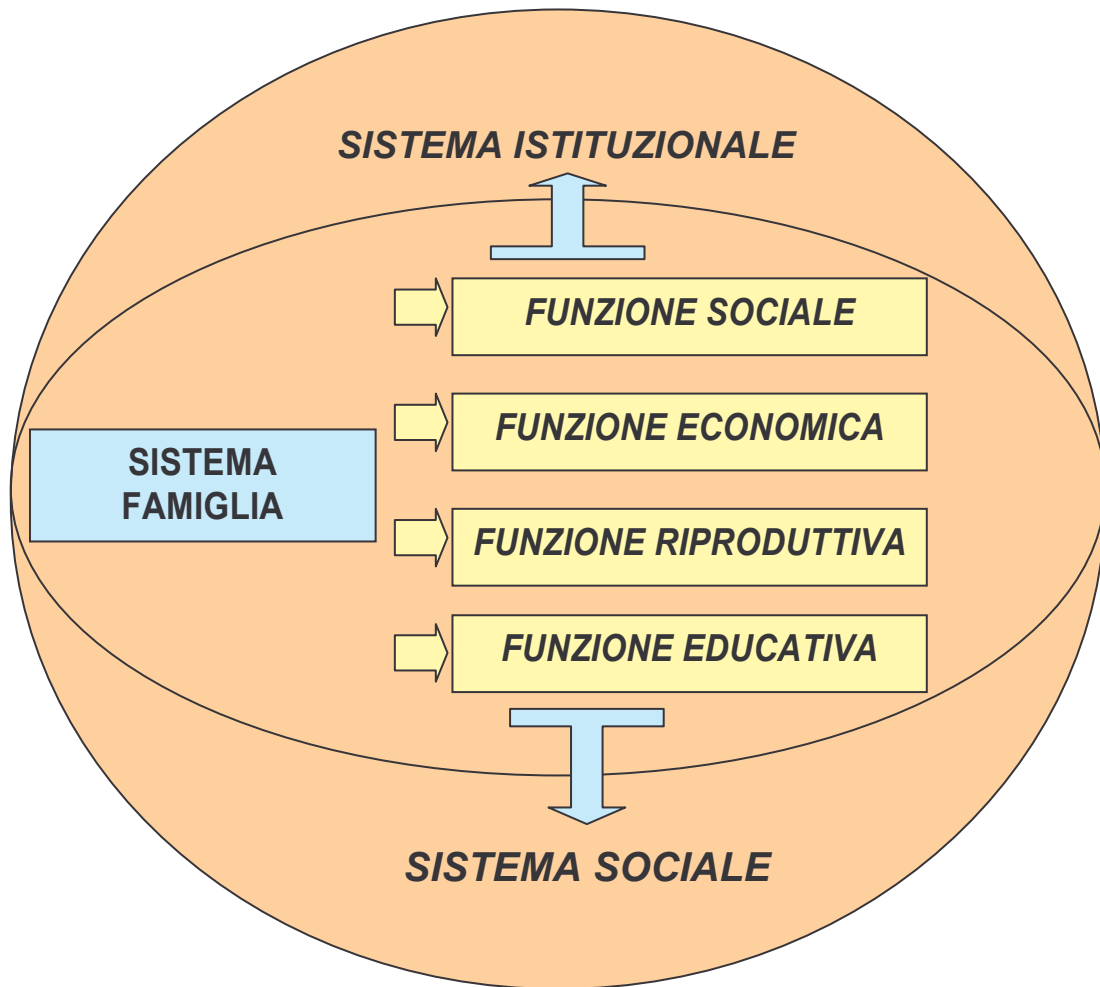 SISTEMA ISTITUZIONALE
FUNZIONE SOCIALE
FUNZIONE ECONOMICA
SISTEMA
FAMIGLIA
FUNZIONE RIPRODUTTIVA
FUNZIONE EDUCATIVA
SISTEMA SOCIALE